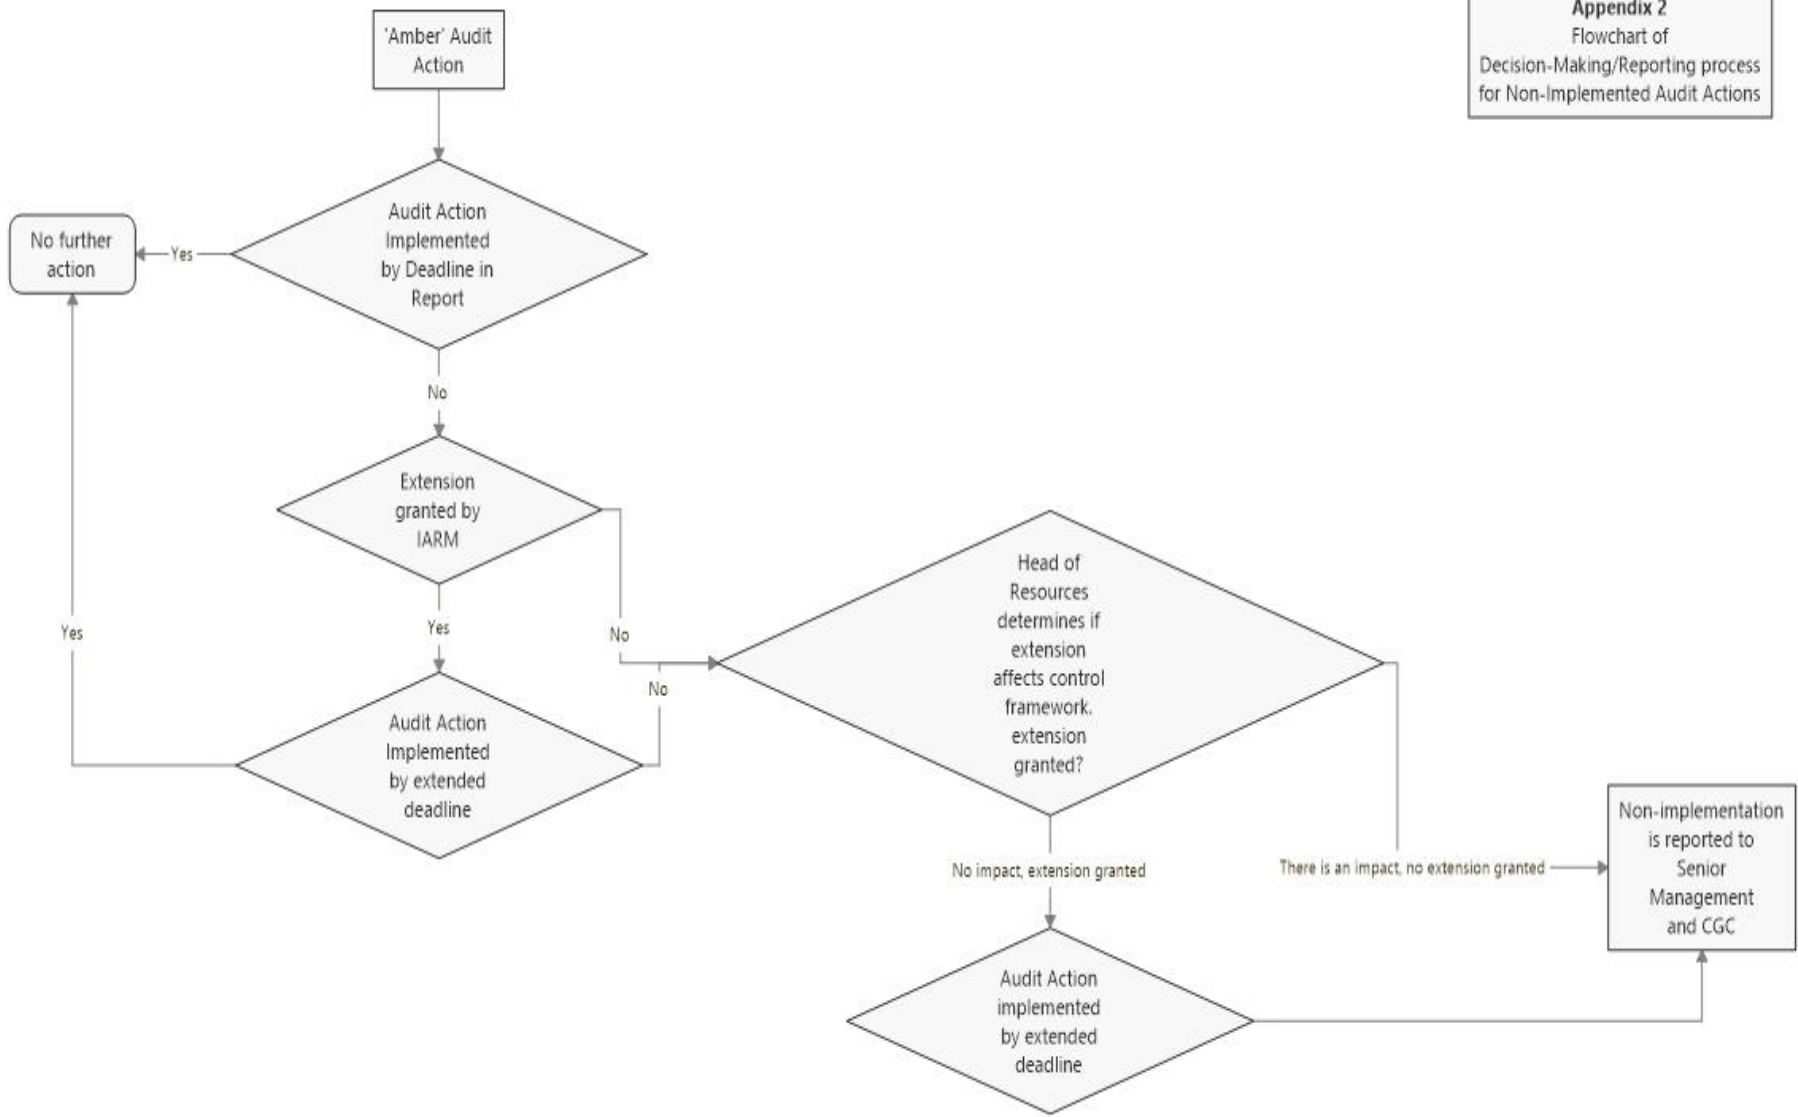 Appendix 2
Flowchart of
Decision-Making/Reporting process
for Non-Implemented Audit Actions
'Amber' Audit
Action
Audit Action
Implemented
by Deadline in
Report
Yes
No further
action
No
Extension
granted by
IARM
Yes
No
Yes
Audit Action
Implemented
by extended
deadline
No
Head of
Resources
determines if
extension
affects control
framework.
extension
granted?
No impact, extension granted
There is an impact, no extension granted
Non-implementation
is reported to
Senior
Management
and CGC
Audit Action
implemented
by extended
deadline